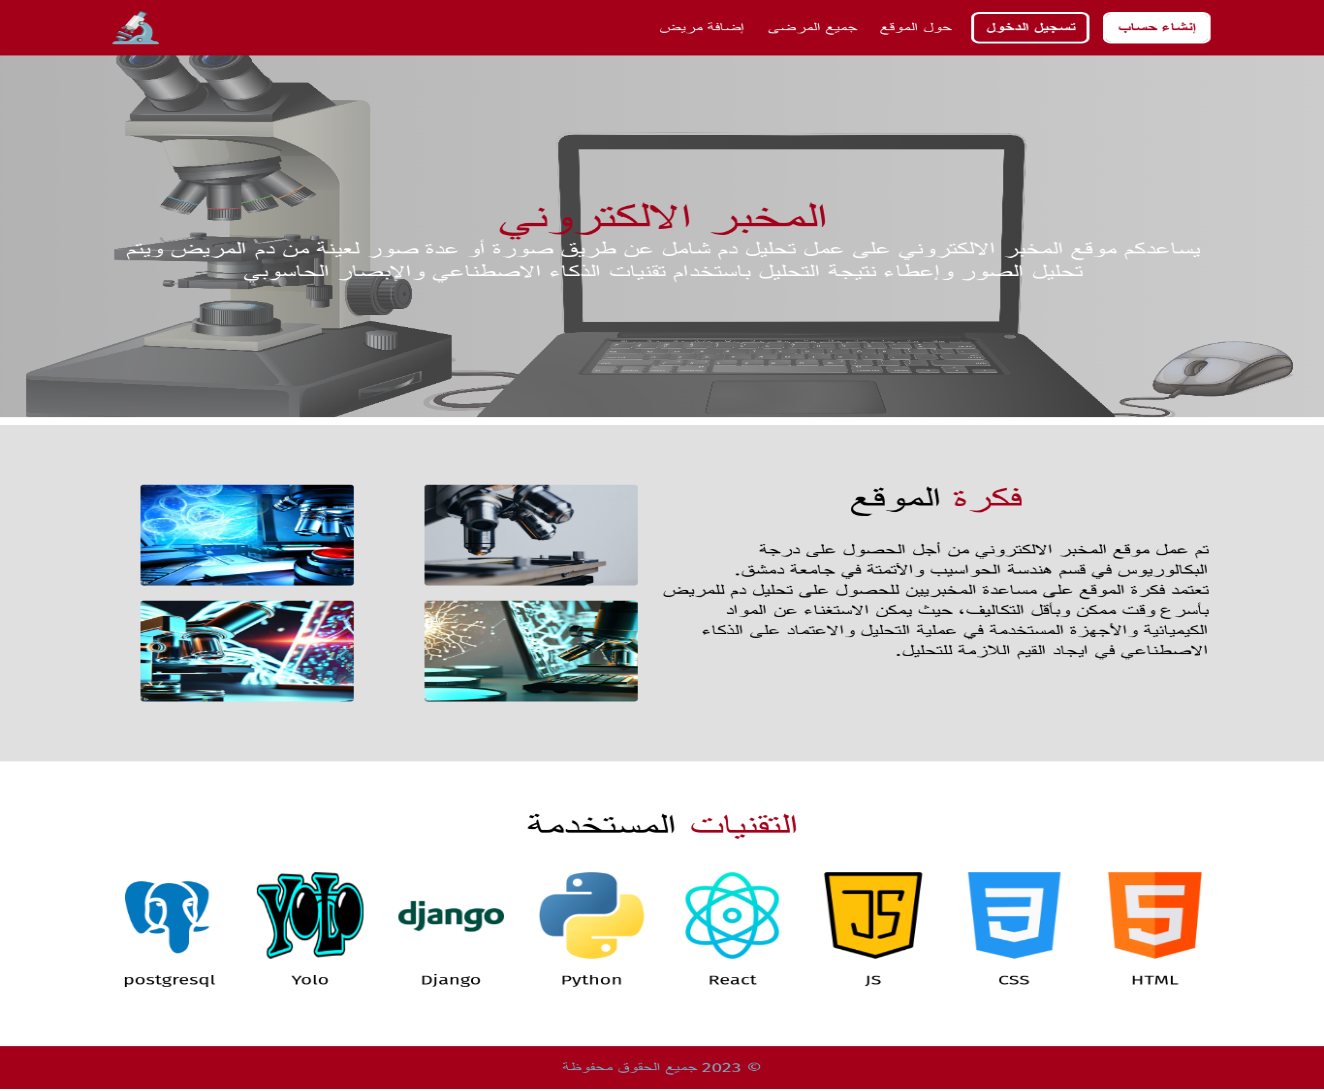 إنشاء حساب
تسجيل الدخول
حول الموقع
جميع المرضى
إضافة مريض
المخبر الالكتروني
يساعدكم موقع المخبر الالكتروني على عمل تحليل دم شامل عن طريق صورة أو عدة صور لعينة من دم المريض ويتم
تحليل الصور وإعطاء نتيجة التحليل باستخدام تقنيات الذكاء الاصطناعي والإبصار الحاسوبي
فكرة الموقع
تم عمل موقع المخبر الالكتروني من أجل الحصول على درجة
البكالوريوس في قسم هندسة الحواسيب والأتمتة في جامعة دمشق.
تعتمد فكرة الموقع على مساعدة المخبريين للحصول على تحليل دم للمريض
بأسرع وقت ممكن وبأقل التكاليف، حيث يمكن الاستغناء عن المواد
الكيميائية والأجهزة المستخدمة في عملية التحليل والاعتماد على الذكاء
الاصطناعي في ايجاد القيم اللازمة للتحليل.
التقنيات المستخدمة
HTML
CSS
JS
React
Python
django
Django
YOLO
Yolo
postgresql
© 2023 جميع الحقوق محفوظة